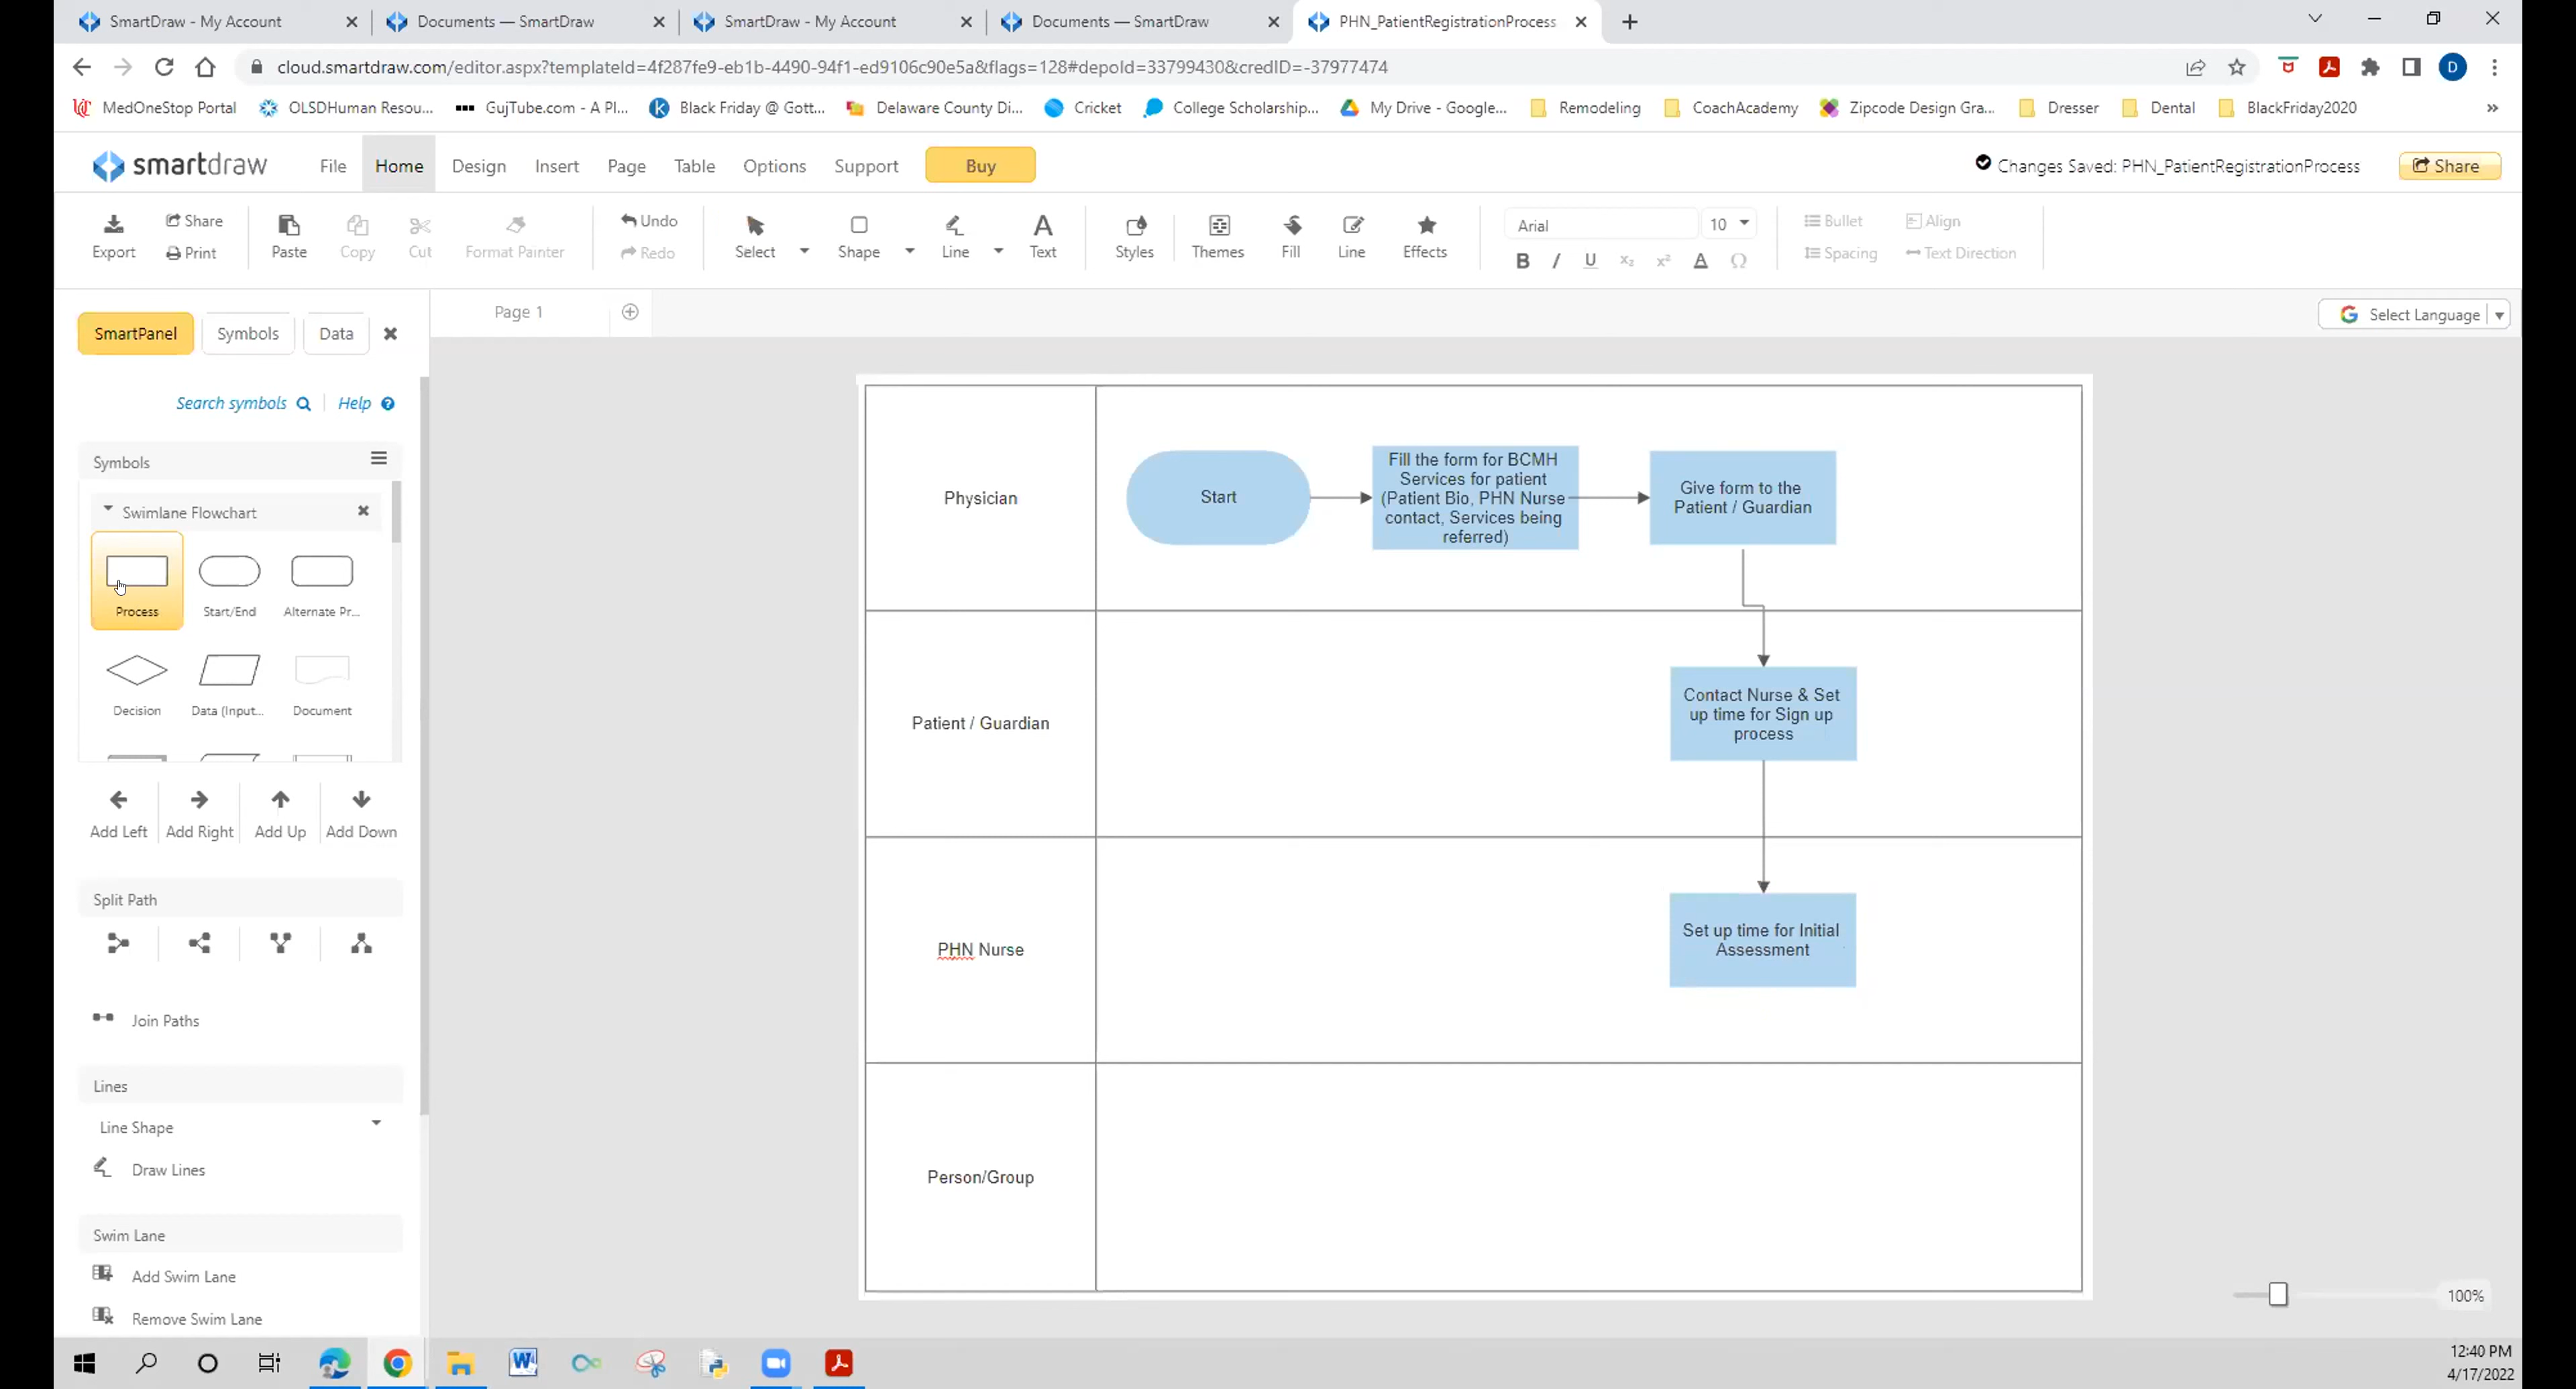 SmartDraw - My Account
Documents — SmartDraw
SmartDraw - My Account
Documents — SmartDraw
PHN_PatientRegistrationProcess
cloud.smartdraw.com/editor.aspx?templateId=4f287fe9-eb1b-4490-94f1-ed9106c90e5a&flags=128#depoId=33799430&credID=-37977474
D
MedOneStop Portal
OLSDHuman Resou...
GujTube.com - A Pl...
Black Friday @ Gott...
Delaware County Di...
Cricket
College Scholarship...
My Drive - Google...
Remodeling
CoachAcademy
Zipcode Design Gra...
Dresser
Dental
BlackFriday2020
»
smartdraw
File
Home
Design
Insert
Page
Table
Options
Support
Buy
Changes Saved: PHN_PatientRegistrationProcess
Share
Export
Share
Print
Paste
Copy
Cut
Format Painter
Undo
Redo
Select
Shape
Line
Text
Styles
Themes
Fill
Line
Effects
Arial
10
B I U x₂ x² A Ω
Bullet
Align
Spacing
Text Direction
SmartPanel
Symbols
Data
Page 1
Select Language
Search symbols
Help
Symbols
Swimlane Flowchart
Process
Start/End
Alternate Pr...
Decision
Data (Input...
Document
Add Left
Add Right
Add Up
Add Down
Split Path
Join Paths
Lines
Line Shape
Draw Lines
Swim Lane
Add Swim Lane
Remove Swim Lane
Physician
Start
Fill the form for BCMH
Services for patient
(Patient Bio, PHN Nurse
contact, Services being
referred)
Give form to the
Patient / Guardian
Patient / Guardian
Contact Nurse & Set
up time for Sign up
process
PHN Nurse
Set up time for Initial
Assessment
Person/Group
100%
12:40 PM
4/17/2022